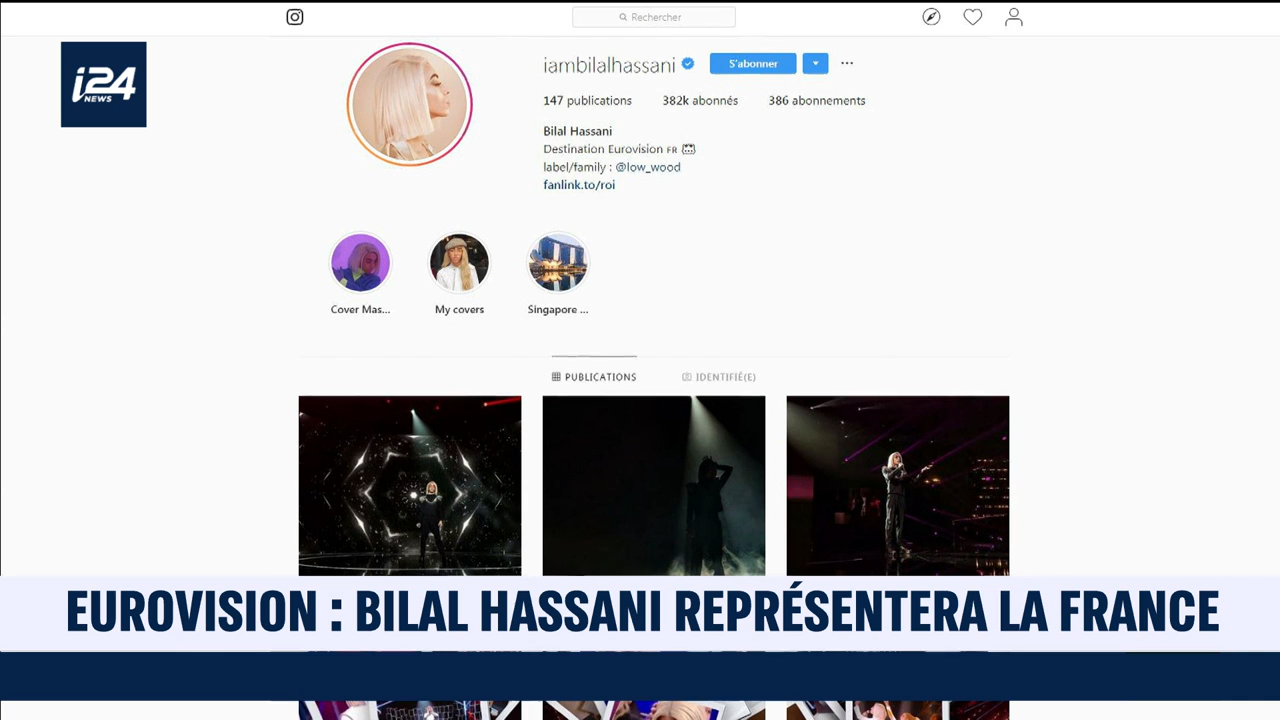 Rechercher
i24
NEWS
iambilalhassani
S'abonner
147 publications 382k abonnés 386 abonnements
Bilal Hassani
Destination Eurovision FR
label/family : @low_wood
fanlink.to/roi
Cover Mas... My covers Singapore ...
PUBLICATIONS IDENTIFIÉ(E)
EUROVISION : BILAL HASSANI REPRÉSENTERA LA FRANCE